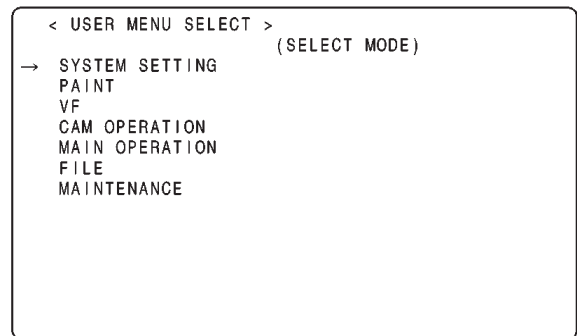 < USER MENU SELECT >
(SELECT MODE)
→ SYSTEM SETTING
PAINT
VF
CAM OPERATION
MAIN OPERATION
FILE
MAINTENANCE